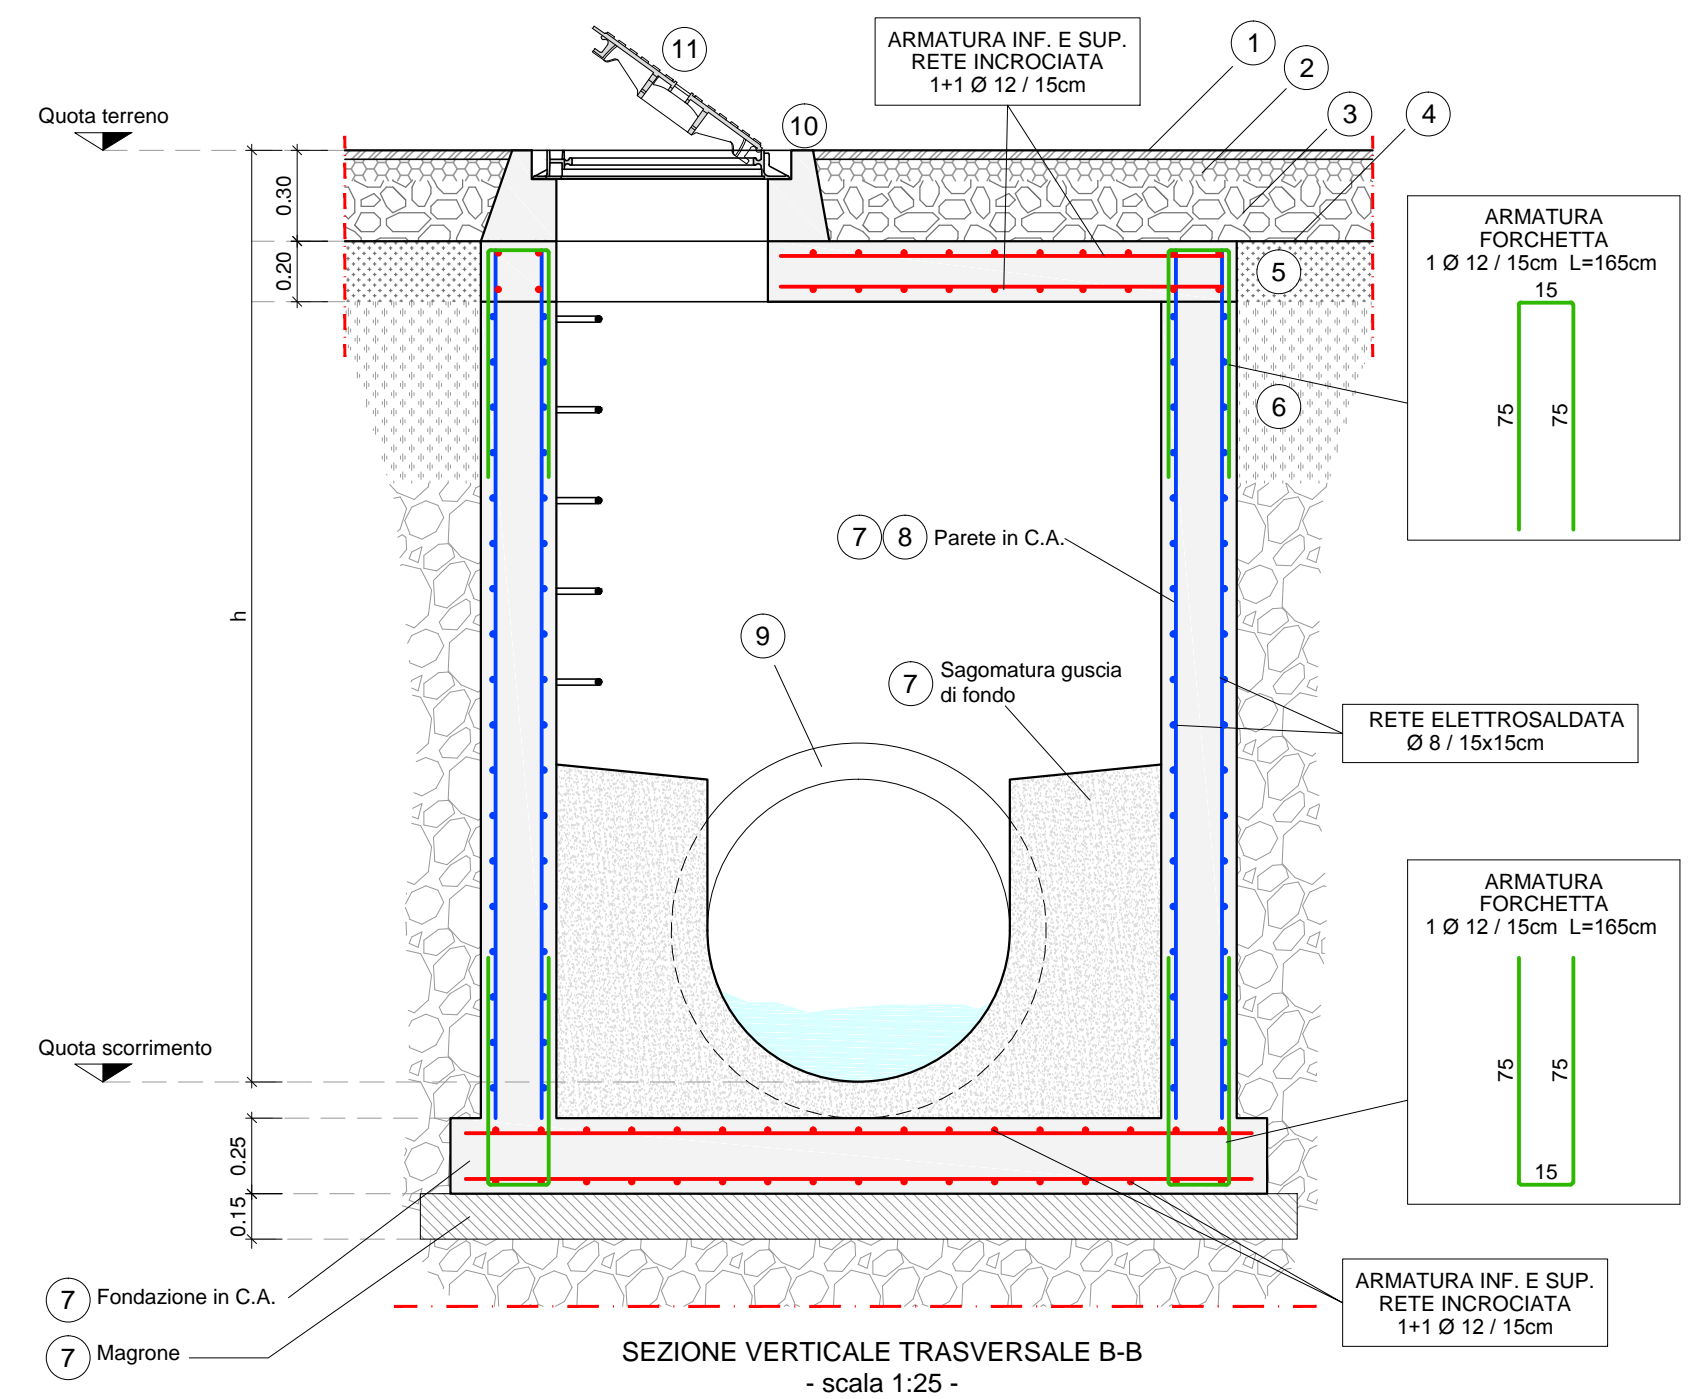 11
ARMATURA INF. E SUP.
RETE INCROCIATA
1+1 Ø 12 / 15cm
1
2
3
4
Quota terreno
10
0.30
0.20
ARMATURA
FORCHETTA
1 Ø 12 / 15cm L=165cm
15
75
75
5
6
7
8
Parete in C.A.
h
9
7
Sagomatura guscia
di fondo
RETE ELETTROSALDATA
Ø 8 / 15x15cm
ARMATURA
FORCHETTA
1 Ø 12 / 15cm L=165cm
75
75
15
Quota scorrimento
0.25
0.15
7
Fondazione in C.A.
7
Magrone
ARMATURA INF. E SUP.
RETE INCROCIATA
1+1 Ø 12 / 15cm
SEZIONE VERTICALE TRASVERSALE B-B
- scala 1:25 -